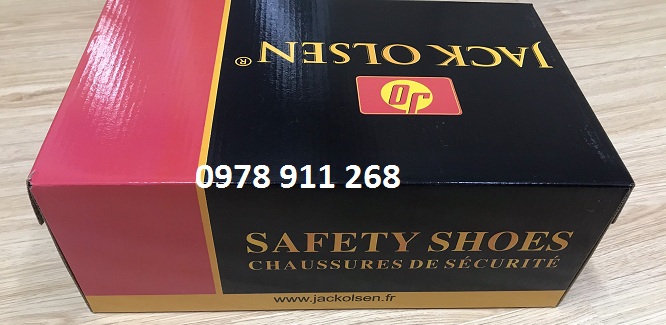 JACK OLSEN ®
JO
0978 911 268
SAFETY SHOES
CHAUSSURES DE SÉCURITÉ
www.jackolsen.fr